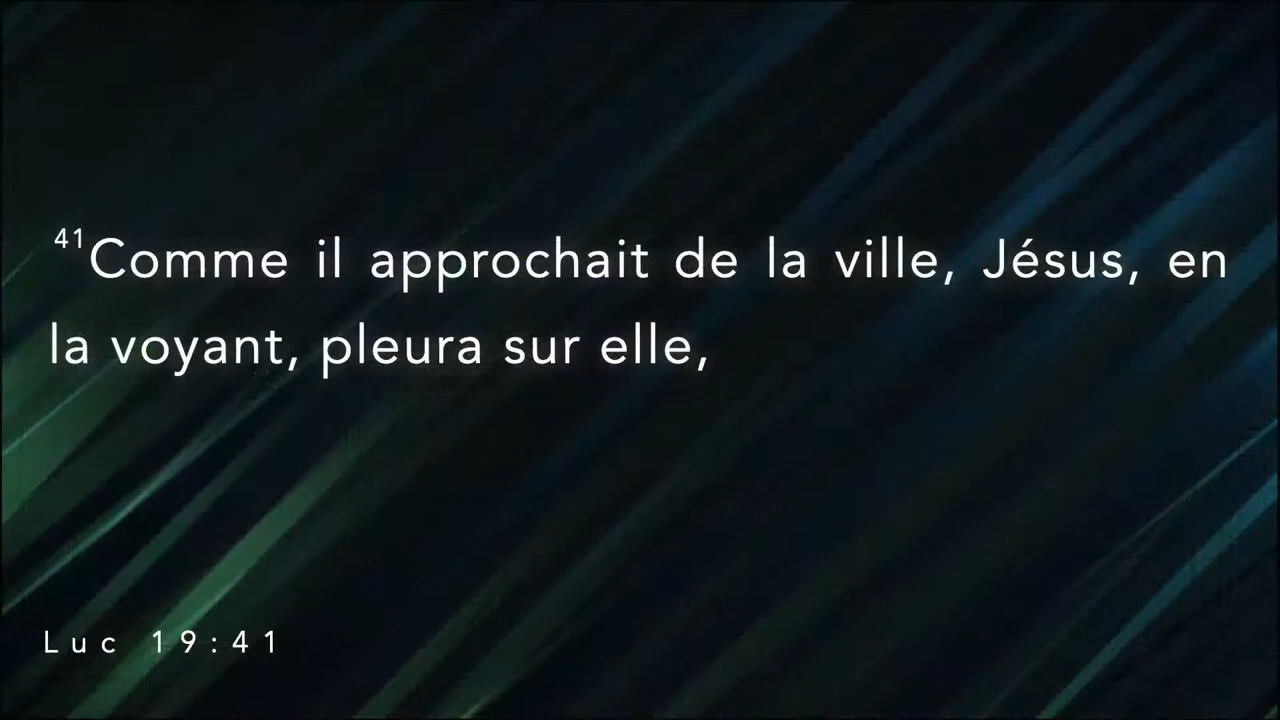 41Comme il approchait de la ville, Jésus, en
la voyant, pleura sur elle,
Luc 19:41